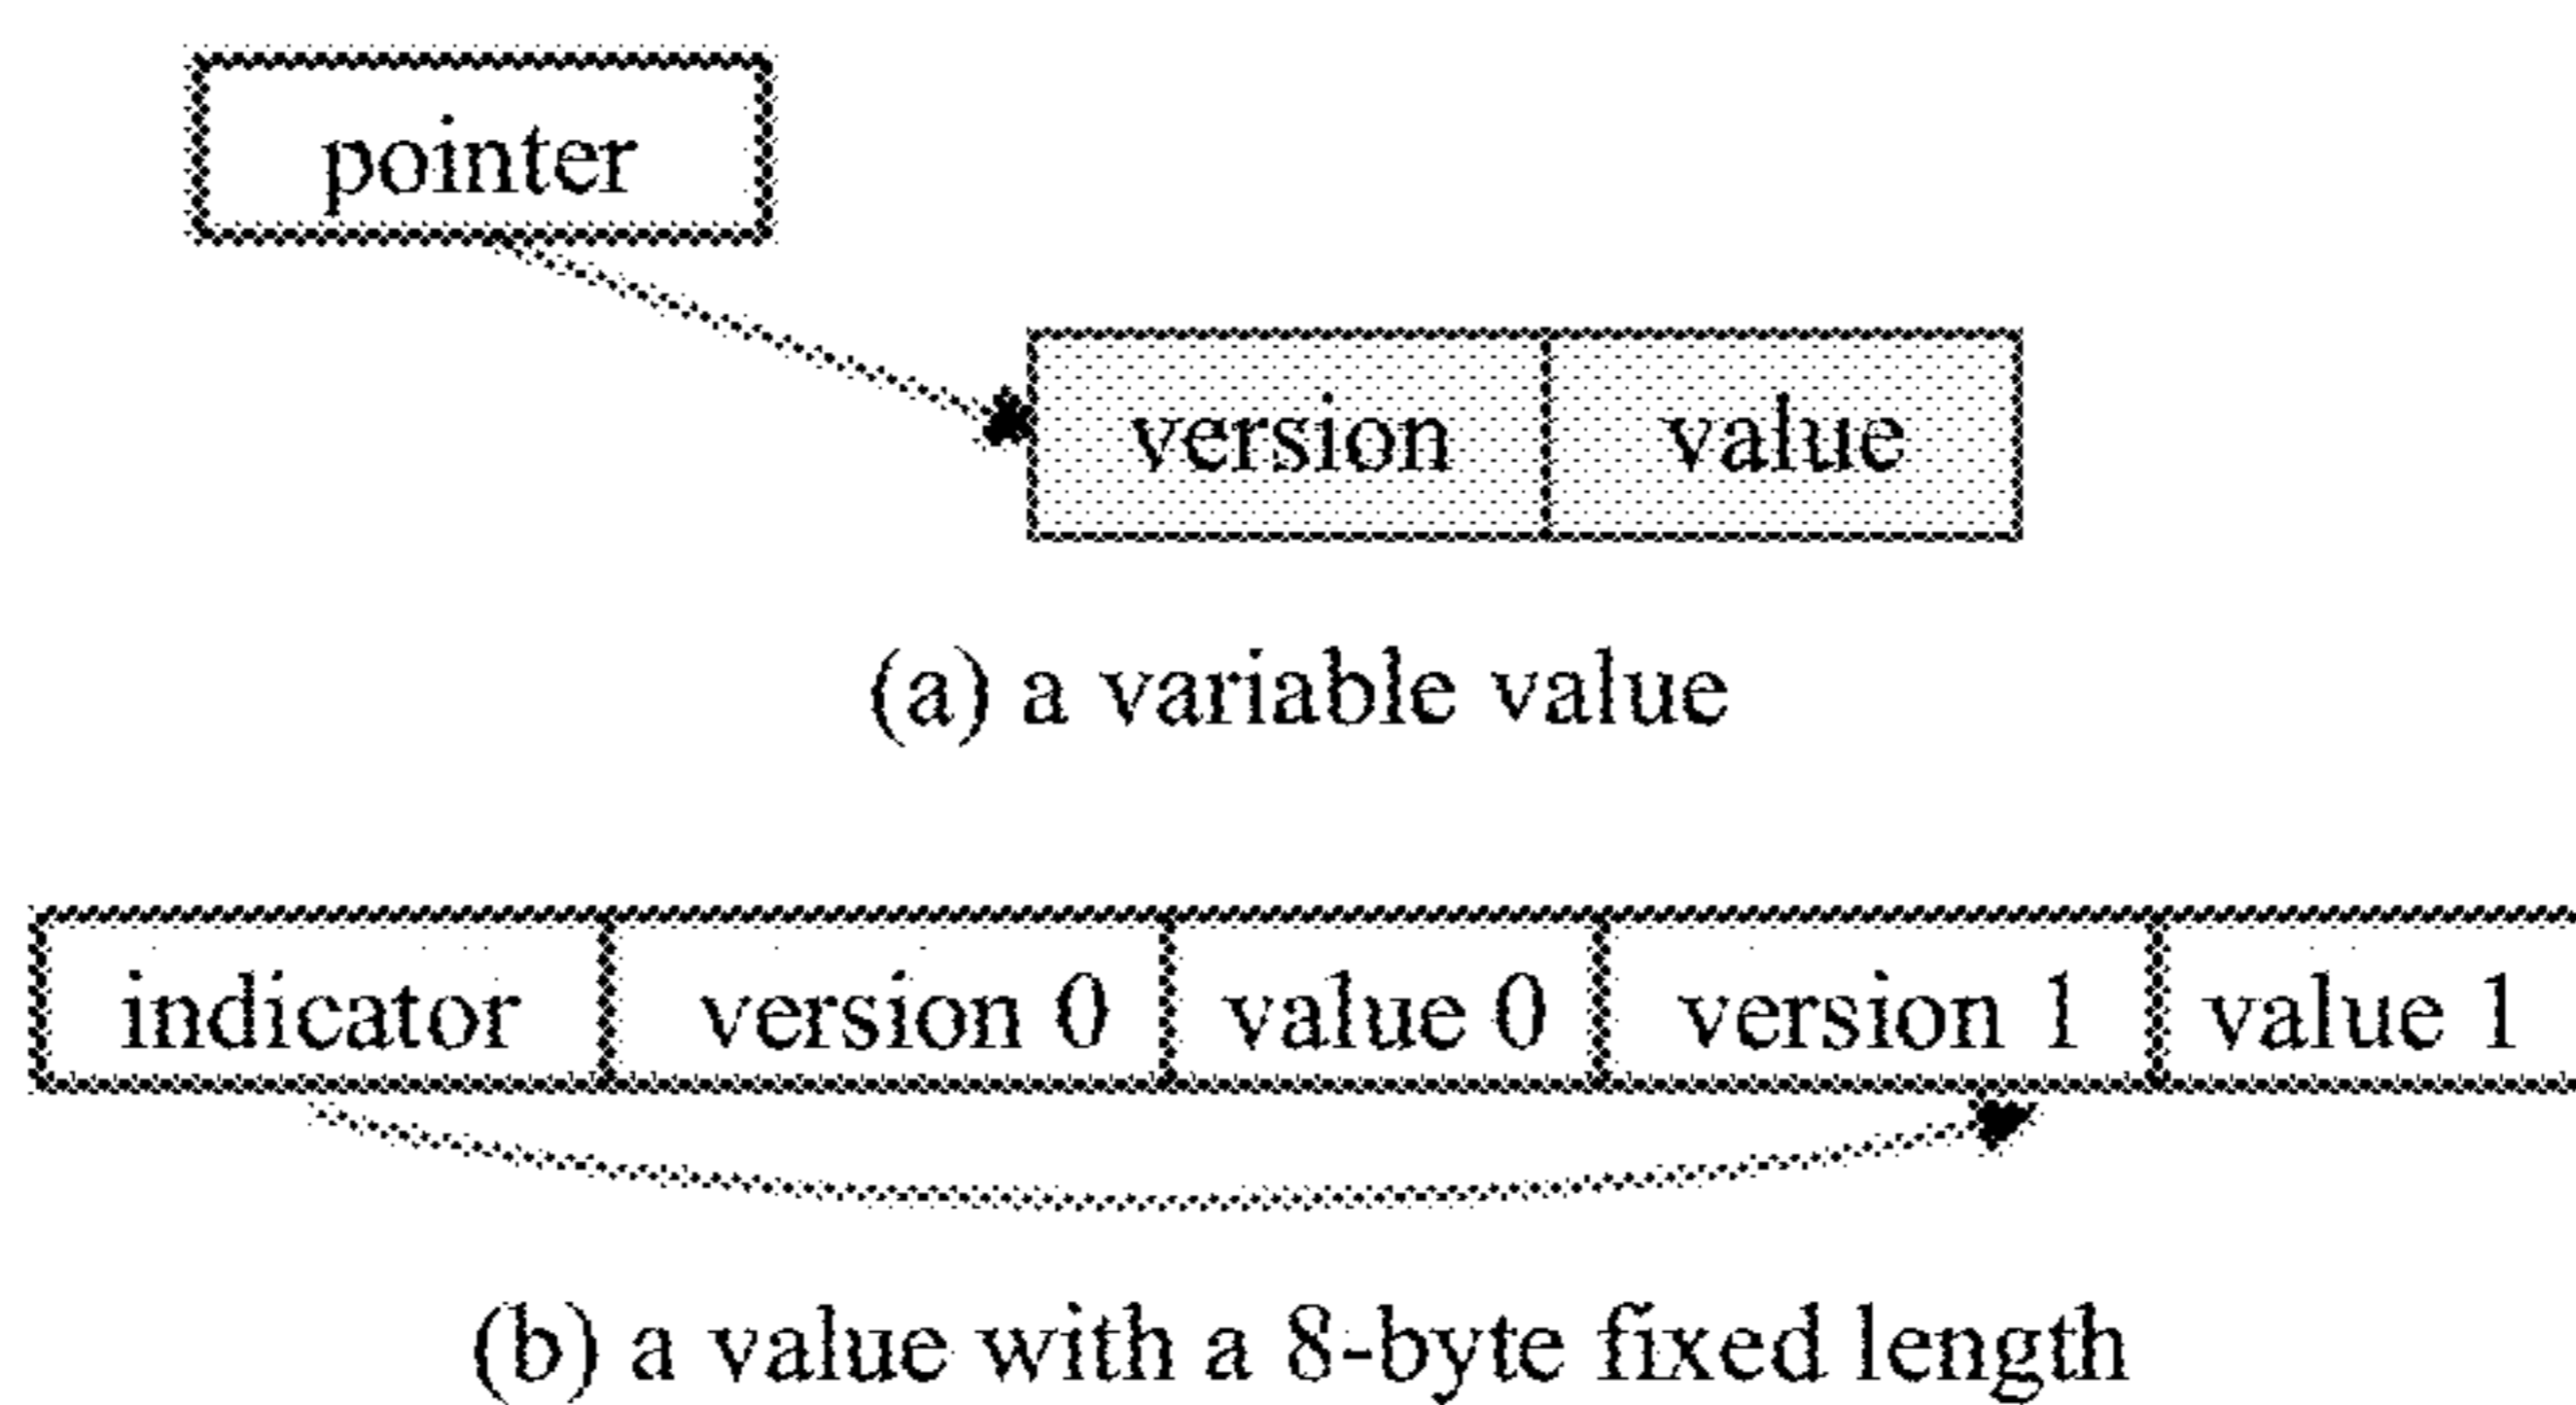 pointer
version value
(a) a variable value
indicator version 0 value 0 version 1 value 1
(b) a value with a 8-byte fixed length